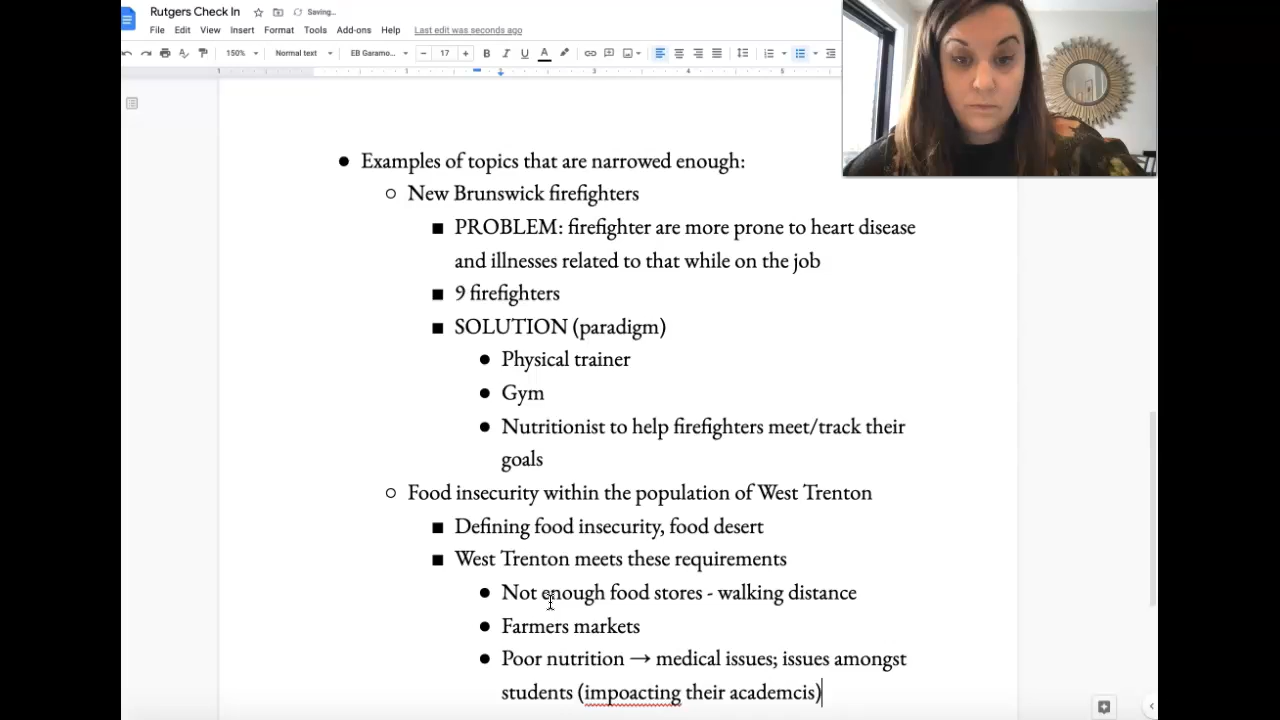 Rutgers Check In Saving...
File Edit View Insert Format Tools Add-ons Help Last edit was seconds ago
150% Normal text EB Garamo... 17 B I U A
1 1 3 4 5
Examples of topics that are narrowed enough:
New Brunswick firefighters
PROBLEM: firefighter are more prone to heart disease
and illnesses related to that while on the job
9 firefighters
SOLUTION (paradigm)
Physical trainer
Gym
Nutritionist to help firefighters meet/track their
goals
Food insecurity within the population of West Trenton
Defining food insecurity, food desert
West Trenton meets these requirements
Not enough food stores - walking distance
Farmers markets
Poor nutrition → medical issues; issues amongst
students (impoacting their academcis)